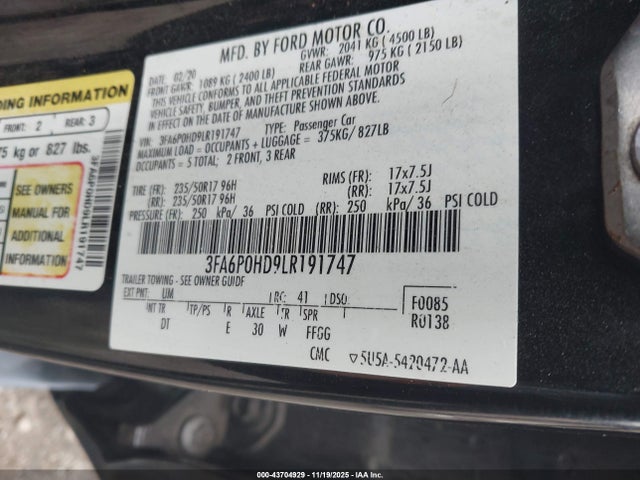 MFD. BY FORD MOTOR CO.
DATE: 02/20 GVWR: 2041 KG (4500 LB)
FRONT GAWR: 1089 KG (2400 LB) REAR GAWR: 975 KG (2150 LB)
THIS VEHICLE CONFORMS TO ALL APPLICABLE FEDERAL MOTOR
VEHICLE SAFETY, BUMPER, AND THEFT PREVENTION STANDARDS
IN EFFECT ON THE DATE OF MANUFACTURE SHOWN ABOVE.
VIN: 3FA6P0HD9LR191747 TYPE: Passenger Car
MAXIMUM LOAD = OCCUPANTS + LUGGAGE = 375KG/827LB
OCCUPANTS = 5 TOTAL; 2 FRONT, 3 REAR
TIRE (FR): 235/50R17 96H RIMS (FR): 17x7.5J
(RR): 235/50R17 96H (RR): 17x7.5J
PRESSURE (FR): 250 kPa/ 36 PSI COLD (RR): 250 kPa/ 36 PSI COLD
3FA6P0HD9LR191747
TRAILER TOWING - SEE OWNER GUIDE
EXT PNT: UM RC: 41 DSO: F0085
INT TR TP/PS R AXLE TR SPR R0138
DT E 30 W FFGG
CMC 5U5A-5420472-AA
DING INFORMATION
FRONT: 2 REAR: 3
75 kg or 827 lbs.
SEE OWNERS
MANUAL FOR
ADDITIONAL
INFORMATION
3FA6P0HD9LR191747
000-43704929 - 11/19/2025 - IAA Inc.